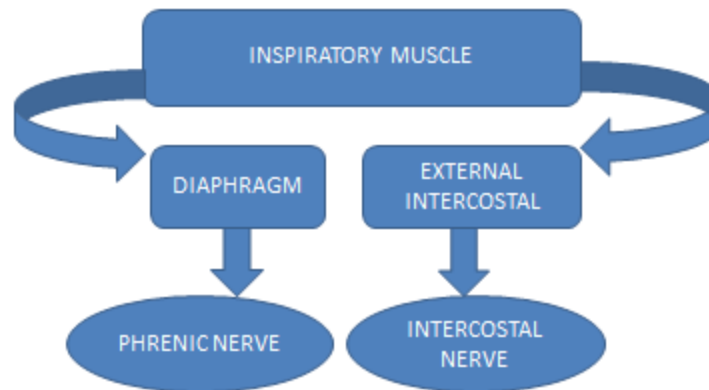 INSPIRATORY MUSCLE
DIAPHRAGM
EXTERNAL
INTERCOSTAL
PHRENIC NERVE
INTERCOSTAL
NERVE